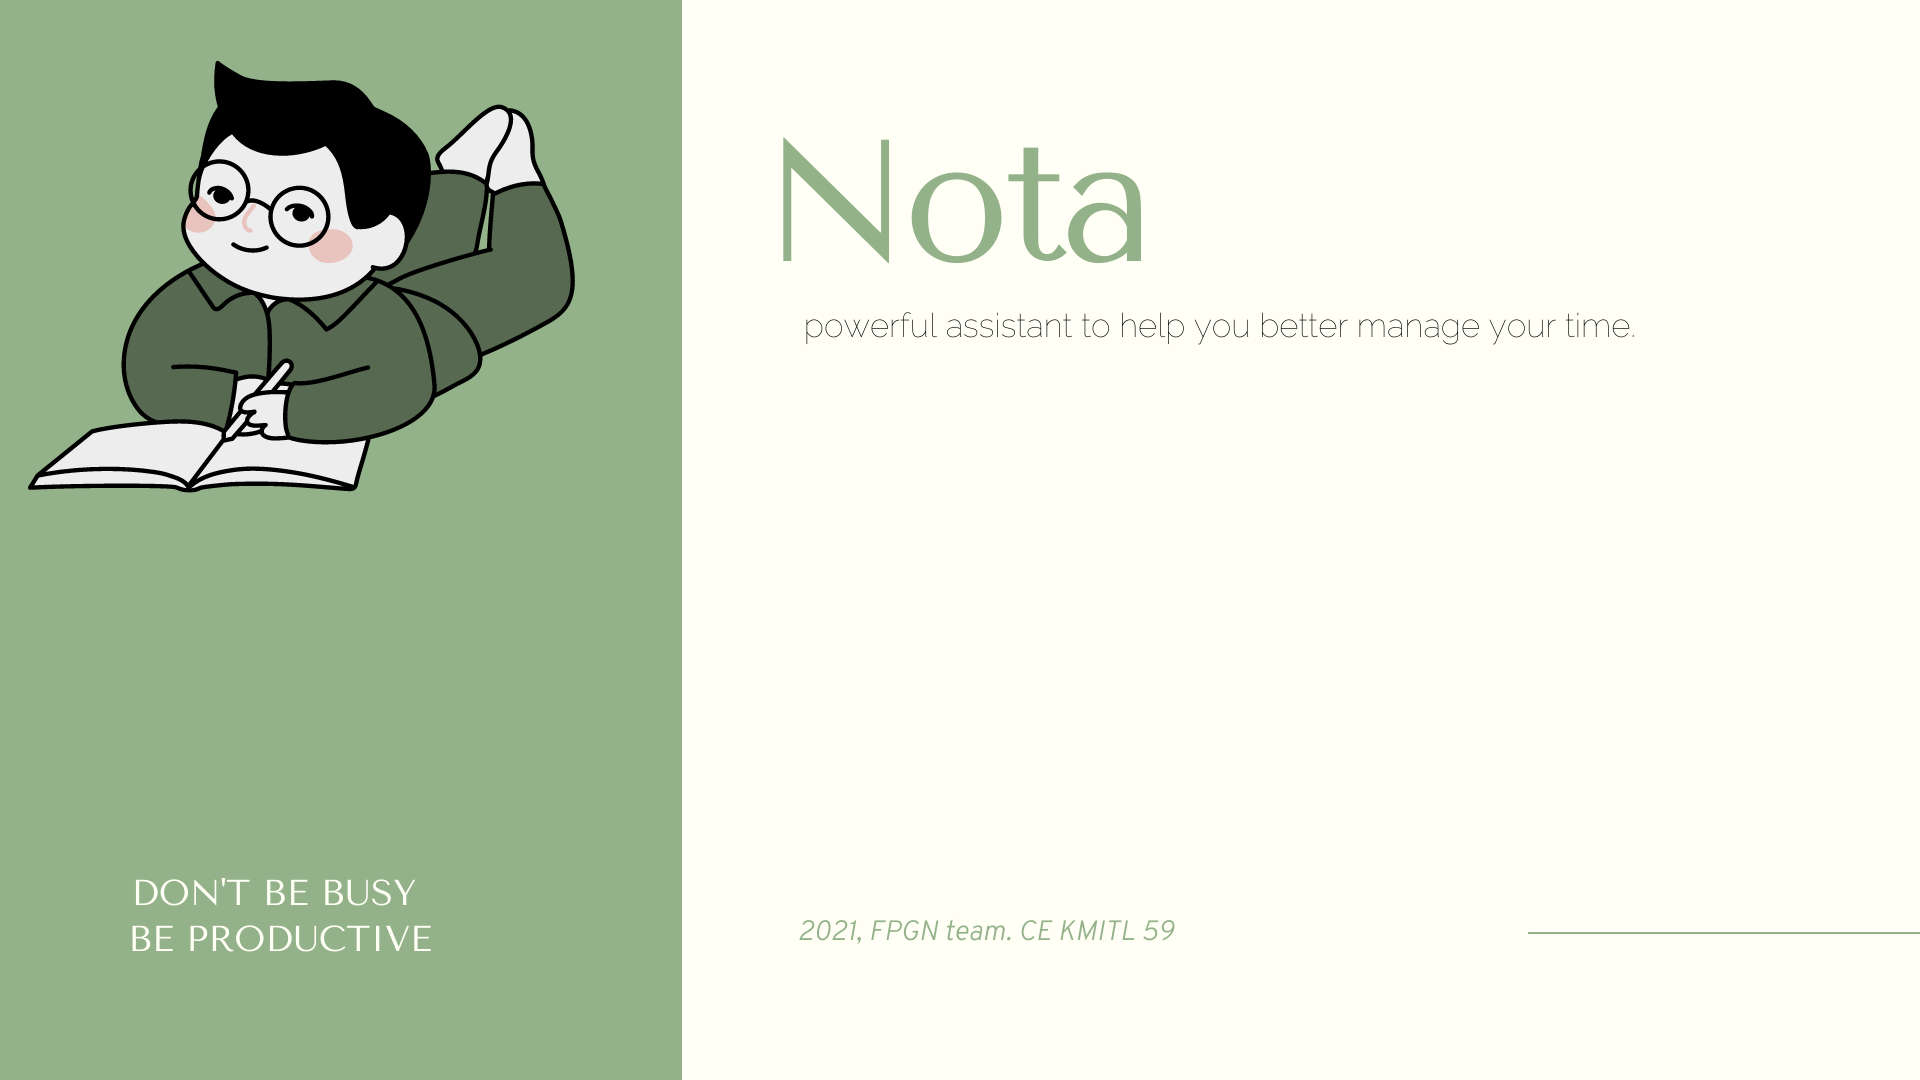 Nota
powerful assistant to help you better manage your time.
DON'T BE BUSY
BE PRODUCTIVE
2021, FPGN team. CE KMITL 59